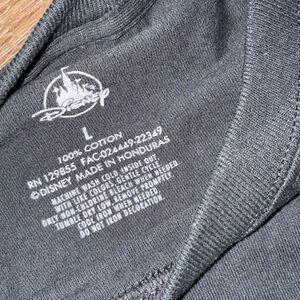 Disney
L
100% COTTON
RN 129855 FAC-024449-22349
©DISNEY MADE IN HONDURAS
MACHINE WASH COLD INSIDE OUT
WITH LIKE COLORS GENTLE CYCLE
ONLY NON-CHLORINE BLEACH WHEN NEEDED
TUMBLE DRY LOW REMOVE PROMPTLY
COOL IRON WHEN NEEDED
DO NOT IRON DECORATION.